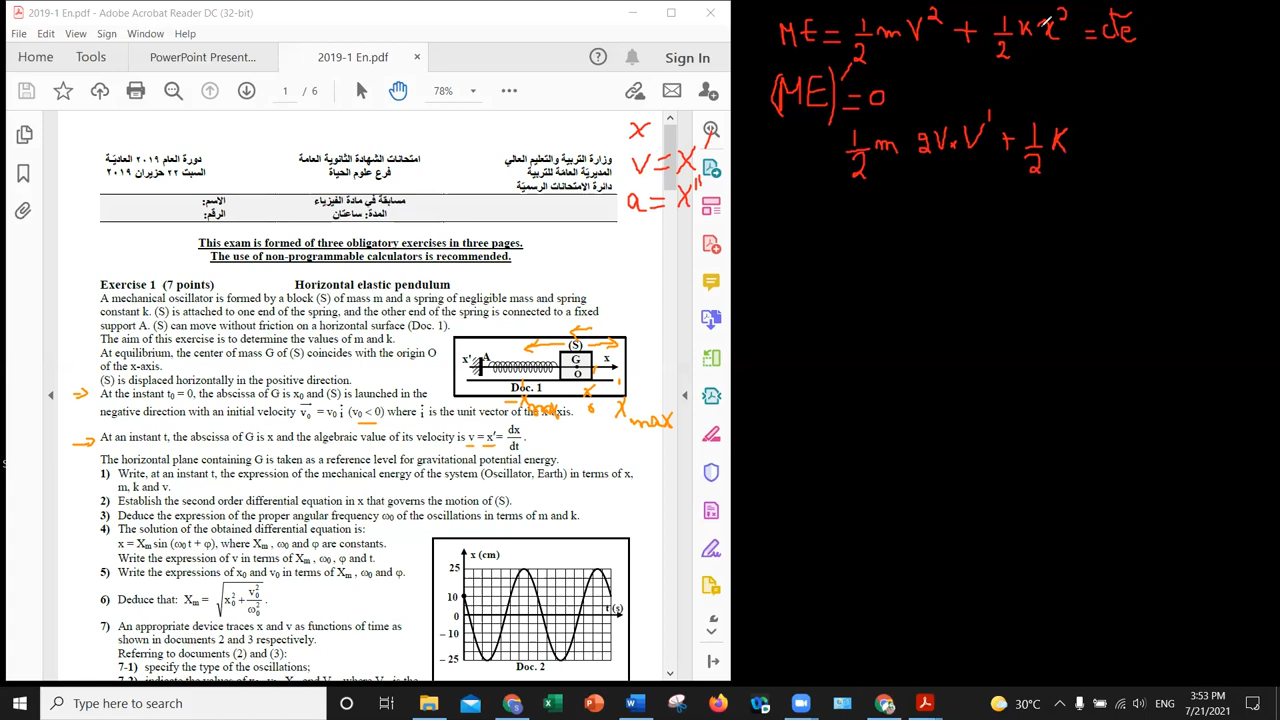 2019-1 En.pdf - Adobe Acrobat Reader DC (32-bit)
File Edit View Sign Window Help
Home Tools PowerPoint Present... 2019-1 En.pdf × Sign In
1 / 6 78%
دورة العام ٢٠١٩ العاديّة
السبت ٢٢ حزيران ٢٠١٩
امتحانات الشهادة الثانوية العامة
فرع علوم الحياة
وزارة التربية والتعليم العالي
المديريّة العامّة للتربية
دائرة الامتحانات الرسميّة
الاسم:
الرقم:
مسابقة في مادة الفيزياء
المدة: ساعتان
This exam is formed of three obligatory exercises in three pages.
The use of non-programmable calculators is recommended.
Exercise 1 (7 points) Horizontal elastic pendulum
A mechanical oscillator is formed by a block (S) of mass m and a spring of negligible mass and spring
constant k. (S) is attached to one end of the spring, and the other end of the spring is connected to a fixed
support A. (S) can move without friction on a horizontal surface (Doc. 1).
The aim of this exercise is to determine the values of m and k.
At equilibrium, the center of mass G of (S) coincides with the origin O
of the x-axis.
(S) is displaced horizontally in the positive direction.
At the instant t₀ = 0, the abscissa of G is x₀ and (S) is launched in the
negative direction with an initial velocity v₀ = v₀ i (v₀ < 0) where i is the unit vector of the x-axis.
At an instant t, the abscissa of G is x and the algebraic value of its velocity is v = x' = dx/dt.
The horizontal plane containing G is taken as a reference level for gravitational potential energy.
1) Write, at an instant t, the expression of the mechanical energy of the system (Oscillator, Earth) in terms of x,
m, k and v.
2) Establish the second order differential equation in x that governs the motion of (S).
3) Deduce the expression of the proper angular frequency ω₀ of the oscillations in terms of m and k.
4) The solution of the obtained differential equation is:
x = Xₘ sin (ω₀ t + φ), where Xₘ , ω₀ and φ are constants.
Write the expression of v in terms of Xₘ , ω₀ , φ and t.
5) Write the expressions of x₀ and v₀ in terms of Xₘ , ω₀ and φ.
6) Deduce that: Xₘ = √(x₀² + v₀²/ω₀²) .
7) An appropriate device traces x and v as functions of time as
shown in documents 2 and 3 respectively.
Referring to documents (2) and (3):
7-1) specify the type of the oscillations;
(S)
x' A G x
O
Doc. 1
-Xmax x₀ Xmax
x (cm)
25
10
0
– 10
– 25
t (s)
Doc. 2
x
v = x'
a = x''
ME = 1/2 m V² + 1/2 K x² = cte
(ME)' = 0
1/2 m 2V.V' + 1/2 K
Type here to search
30°C ENG
3:53 PM
7/21/2021